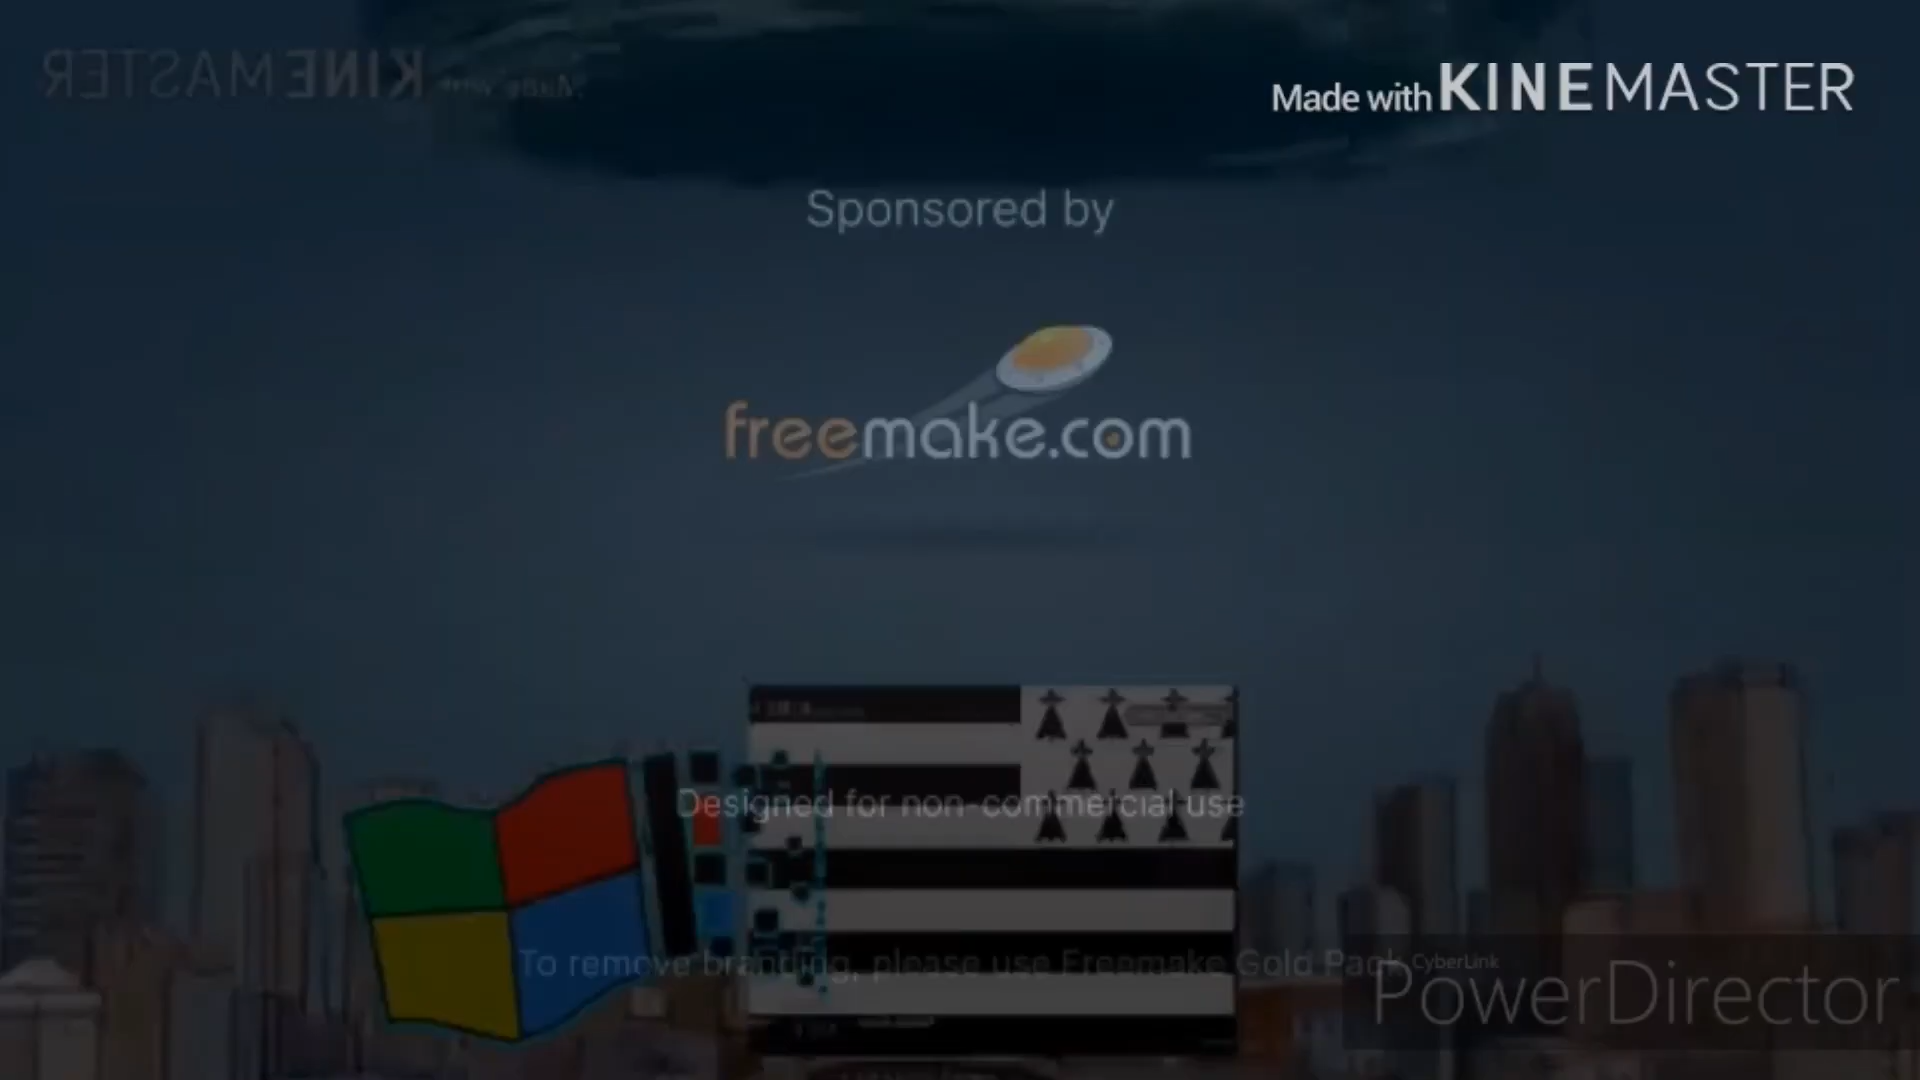 KINEMASTER
Made with KINEMASTER
Sponsored by
freemake.com
Designed for non-commercial use
To remove branding, please use Freemake Gold Pack
CyberLink
PowerDirector